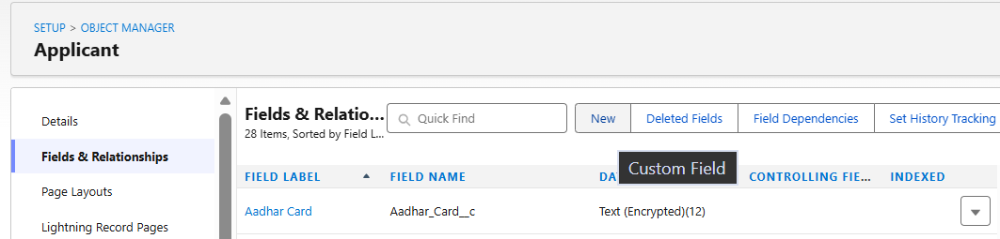 SETUP > OBJECT MANAGER
Applicant
Details
Fields & Relationships
Page Layouts
Lightning Record Pages
Fields & Relatio...
28 Items, Sorted by Field L...
Quick Find
New
Deleted Fields
Field Dependencies
Set History Tracking
Custom Field
FIELD LABEL
FIELD NAME
DA
CONTROLLING FIE...
INDEXED
Aadhar Card
Aadhar_Card__c
Text (Encrypted)(12)